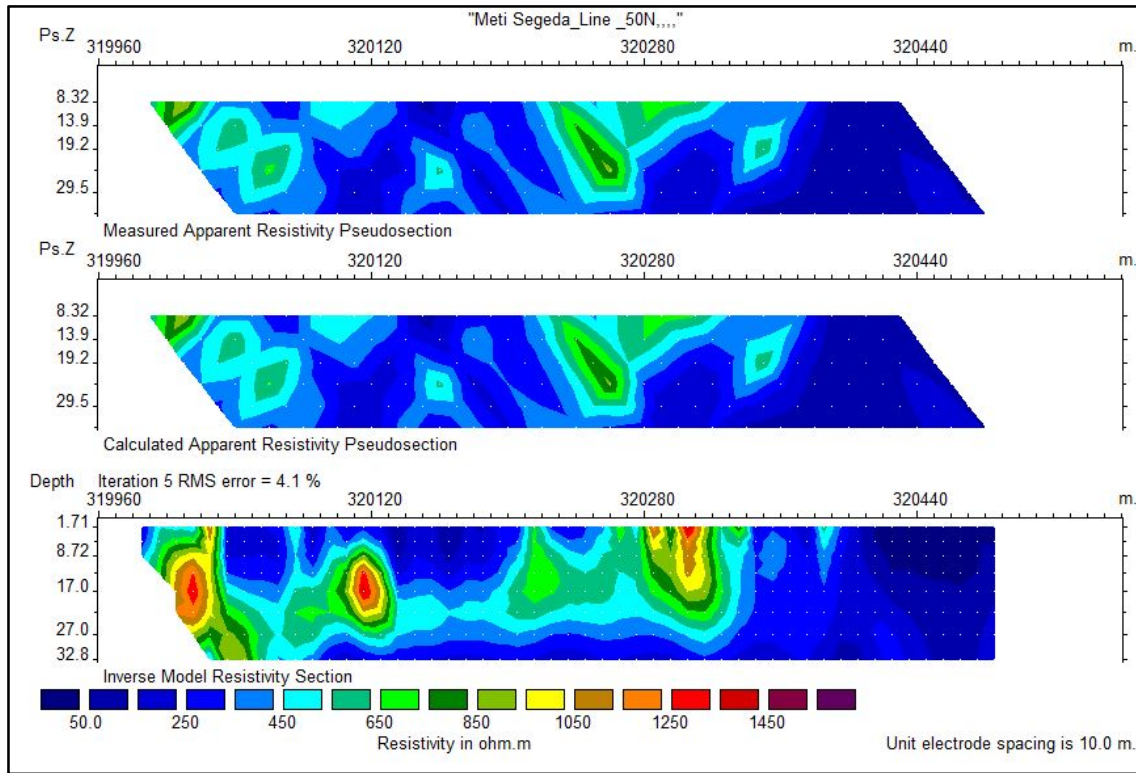 "Meti Segeda_Line _50N,,,,"
Ps.Z
319960 320120 320280 320440 m.
8.32
13.9
19.2
29.5
Measured Apparent Resistivity Pseudosection
Ps.Z
319960 320120 320280 320440 m.
8.32
13.9
19.2
29.5
Calculated Apparent Resistivity Pseudosection
Depth Iteration 5 RMS error = 4.1 %
319960 320120 320280 320440 m.
1.71
8.72
17.0
27.0
32.8
Inverse Model Resistivity Section
50.0 250 450 650 850 1050 1250 1450
Resistivity in ohm.m Unit electrode spacing is 10.0 m.